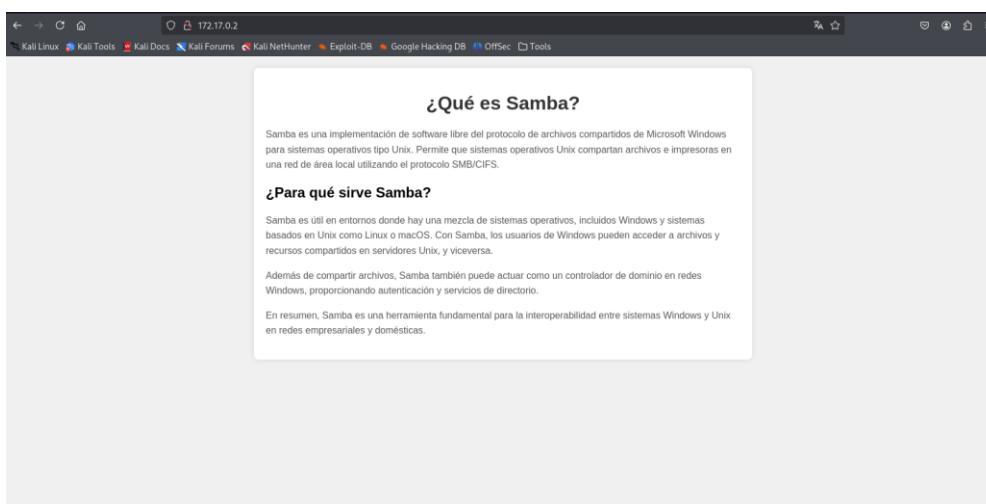 172.17.0.2
Kali Linux Kali Tools Kali Docs Kali Forums Kali NetHunter Exploit-DB Google Hacking DB OffSec Tools
¿Qué es Samba?
Samba es una implementación de software libre del protocolo de archivos compartidos de Microsoft Windows
para sistemas operativos tipo Unix. Permite que sistemas operativos Unix compartan archivos e impresoras en
una red de área local utilizando el protocolo SMB/CIFS.
¿Para qué sirve Samba?
Samba es útil en entornos donde hay una mezcla de sistemas operativos, incluidos Windows y sistemas
basados en Unix como Linux o macOS. Con Samba, los usuarios de Windows pueden acceder a archivos y
recursos compartidos en servidores Unix, y viceversa.
Además de compartir archivos, Samba también puede actuar como un controlador de dominio en redes
Windows, proporcionando autenticación y servicios de directorio.
En resumen, Samba es una herramienta fundamental para la interoperabilidad entre sistemas Windows y Unix
en redes empresariales y domésticas.